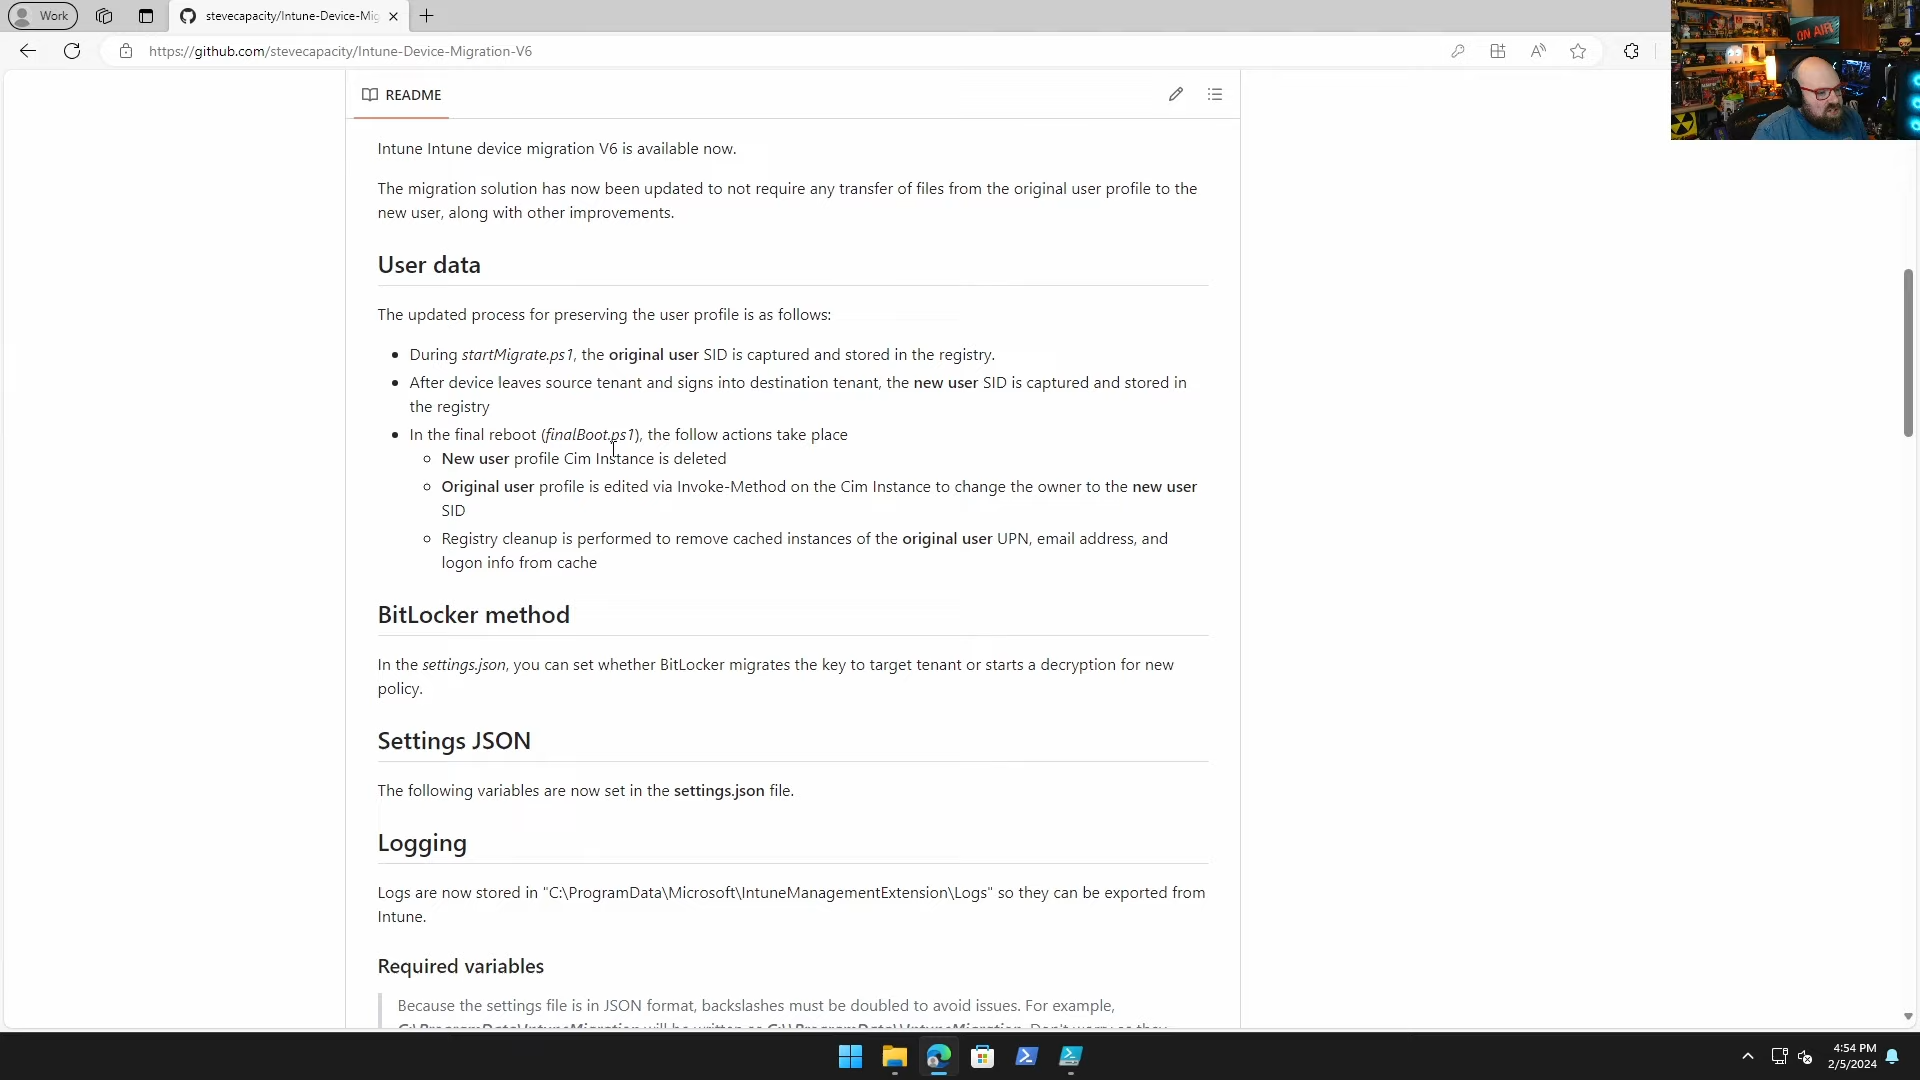 Work
stevecapacity/Intune-Device-Mig
https://github.com/stevecapacity/Intune-Device-Migration-V6
ON AIR
README
Intune Intune device migration V6 is available now.
The migration solution has now been updated to not require any transfer of files from the original user profile to the
new user, along with other improvements.
User data
The updated process for preserving the user profile is as follows:
During startMigrate.ps1, the original user SID is captured and stored in the registry.
After device leaves source tenant and signs into destination tenant, the new user SID is captured and stored in
the registry
In the final reboot (finalBoot.ps1), the follow actions take place
New user profile Cim Instance is deleted
Original user profile is edited via Invoke-Method on the Cim Instance to change the owner to the new user
SID
Registry cleanup is performed to remove cached instances of the original user UPN, email address, and
logon info from cache
BitLocker method
In the settings.json, you can set whether BitLocker migrates the key to target tenant or starts a decryption for new
policy.
Settings JSON
The following variables are now set in the settings.json file.
Logging
Logs are now stored in "C:\ProgramData\Microsoft\IntuneManagementExtension\Logs" so they can be exported from
Intune.
Required variables
Because the settings file is in JSON format, backslashes must be doubled to avoid issues. For example,
C:\ProgramData\IntuneMigration will be written as C:\\ProgramData\\IntuneMigration. Don't worry as they
4:54 PM
2/5/2024